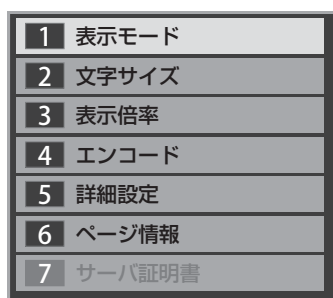 1 表示モード
2 文字サイズ
3 表示倍率
4 エンコード
5 詳細設定
6 ページ情報
7 サーバ証明書